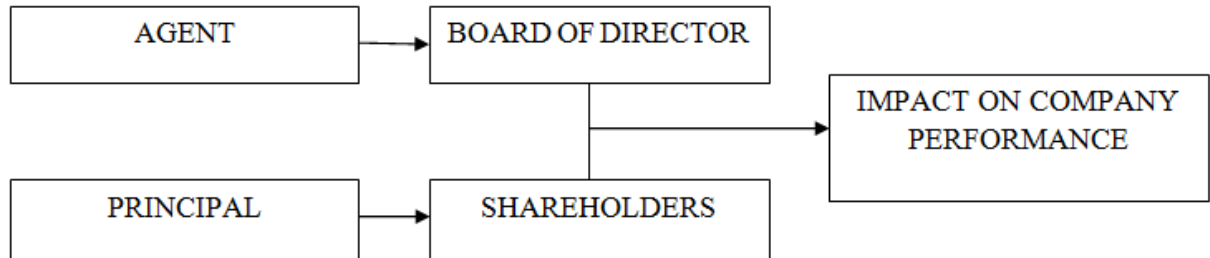 AGENT
BOARD OF DIRECTOR
IMPACT ON COMPANY
PERFORMANCE
PRINCIPAL
SHAREHOLDERS